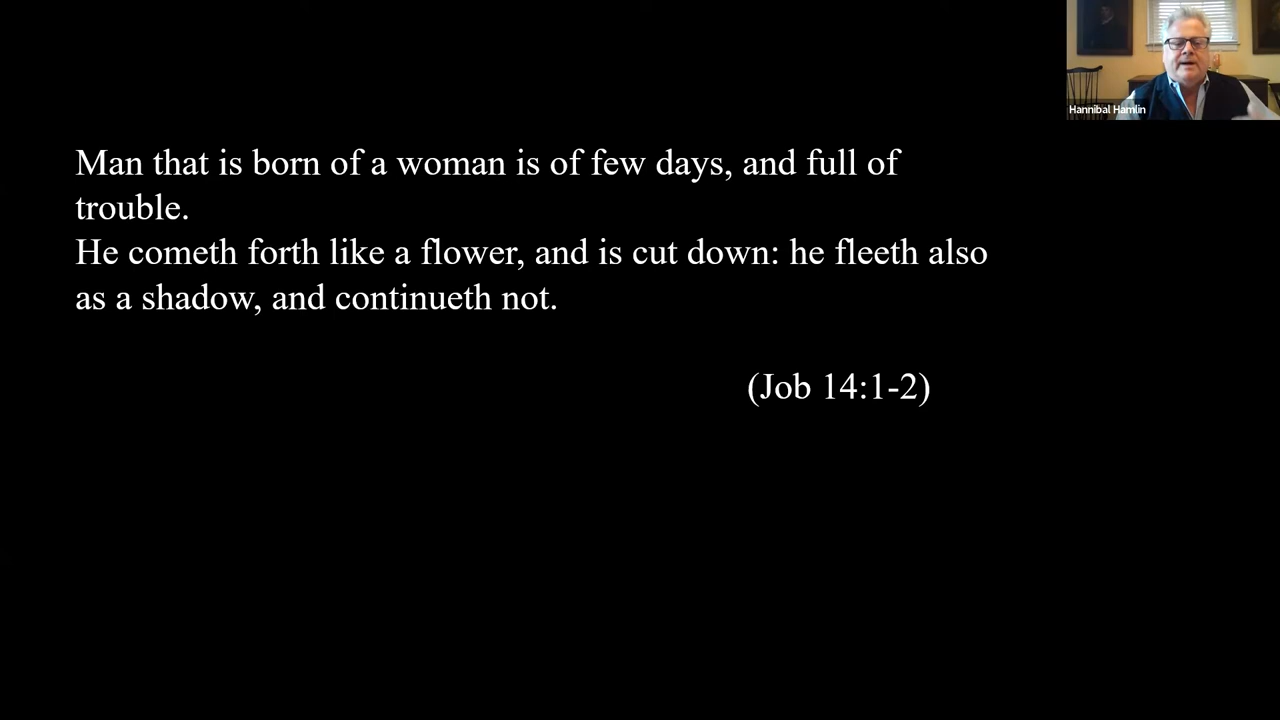 Hannibal Hamlin
Man that is born of a woman is of few days, and full of
trouble.
He cometh forth like a flower, and is cut down: he fleeth also
as a shadow, and continueth not.
(Job 14:1-2)